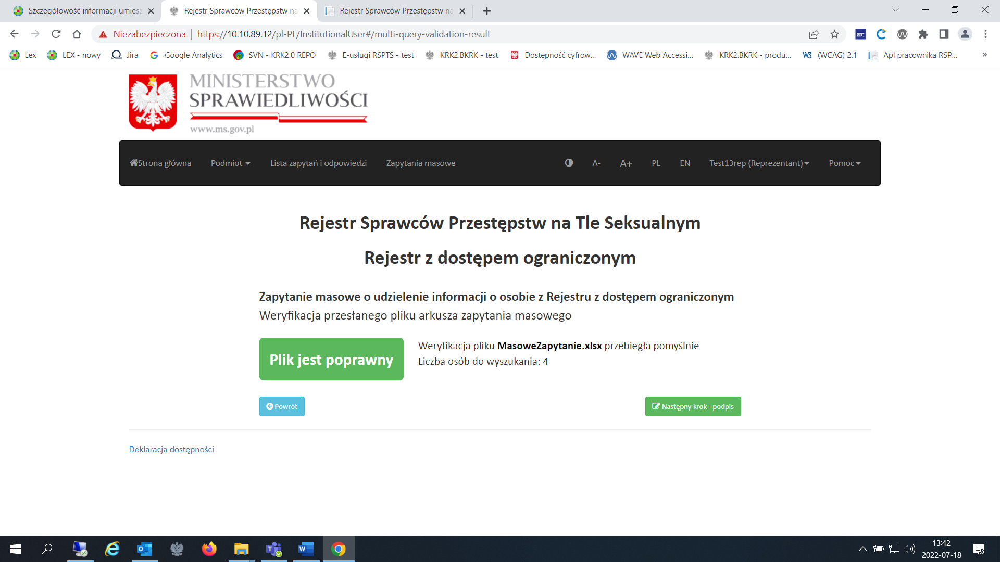 Szczegółowość informacji umiesz
Rejestr Sprawców Przestępstw na
Rejestr Sprawców Przestępstw na
Niezabezpieczona
https://10.10.89.12/pl-PL/InstitutionalUser#/multi-query-validation-result
KIR.
Lex
LEX - nowy
Jira
Google Analytics
SVN - KRK2.0 REPO
E-usługi RSPTS - test
KRK2.BKRK - test
Dostępność cyfrow...
WAVE Web Accessi...
KRK2.BKRK - produ...
W3 (WCAG) 2.1
Apl pracownika RSP...
»
MINISTERSTWO
SPRAWIEDLIWOŚCI
www.ms.gov.pl
Strona główna
Podmiot
Lista zapytań i odpowiedzi
Zapytania masowe
A-
A+
PL
EN
Test13rep (Reprezentant)
Pomoc
Rejestr Sprawców Przestępstw na Tle Seksualnym
Rejestr z dostępem ograniczonym
Zapytanie masowe o udzielenie informacji o osobie z Rejestru z dostępem ograniczonym
Weryfikacja przesłanego pliku arkusza zapytania masowego
Plik jest poprawny
Weryfikacja pliku MasoweZapytanie.xlsx przebiegła pomyślnie
Liczba osób do wyszukania: 4
Powrót
Następny krok - podpis
Deklaracja dostępności
13:42
2022-07-18